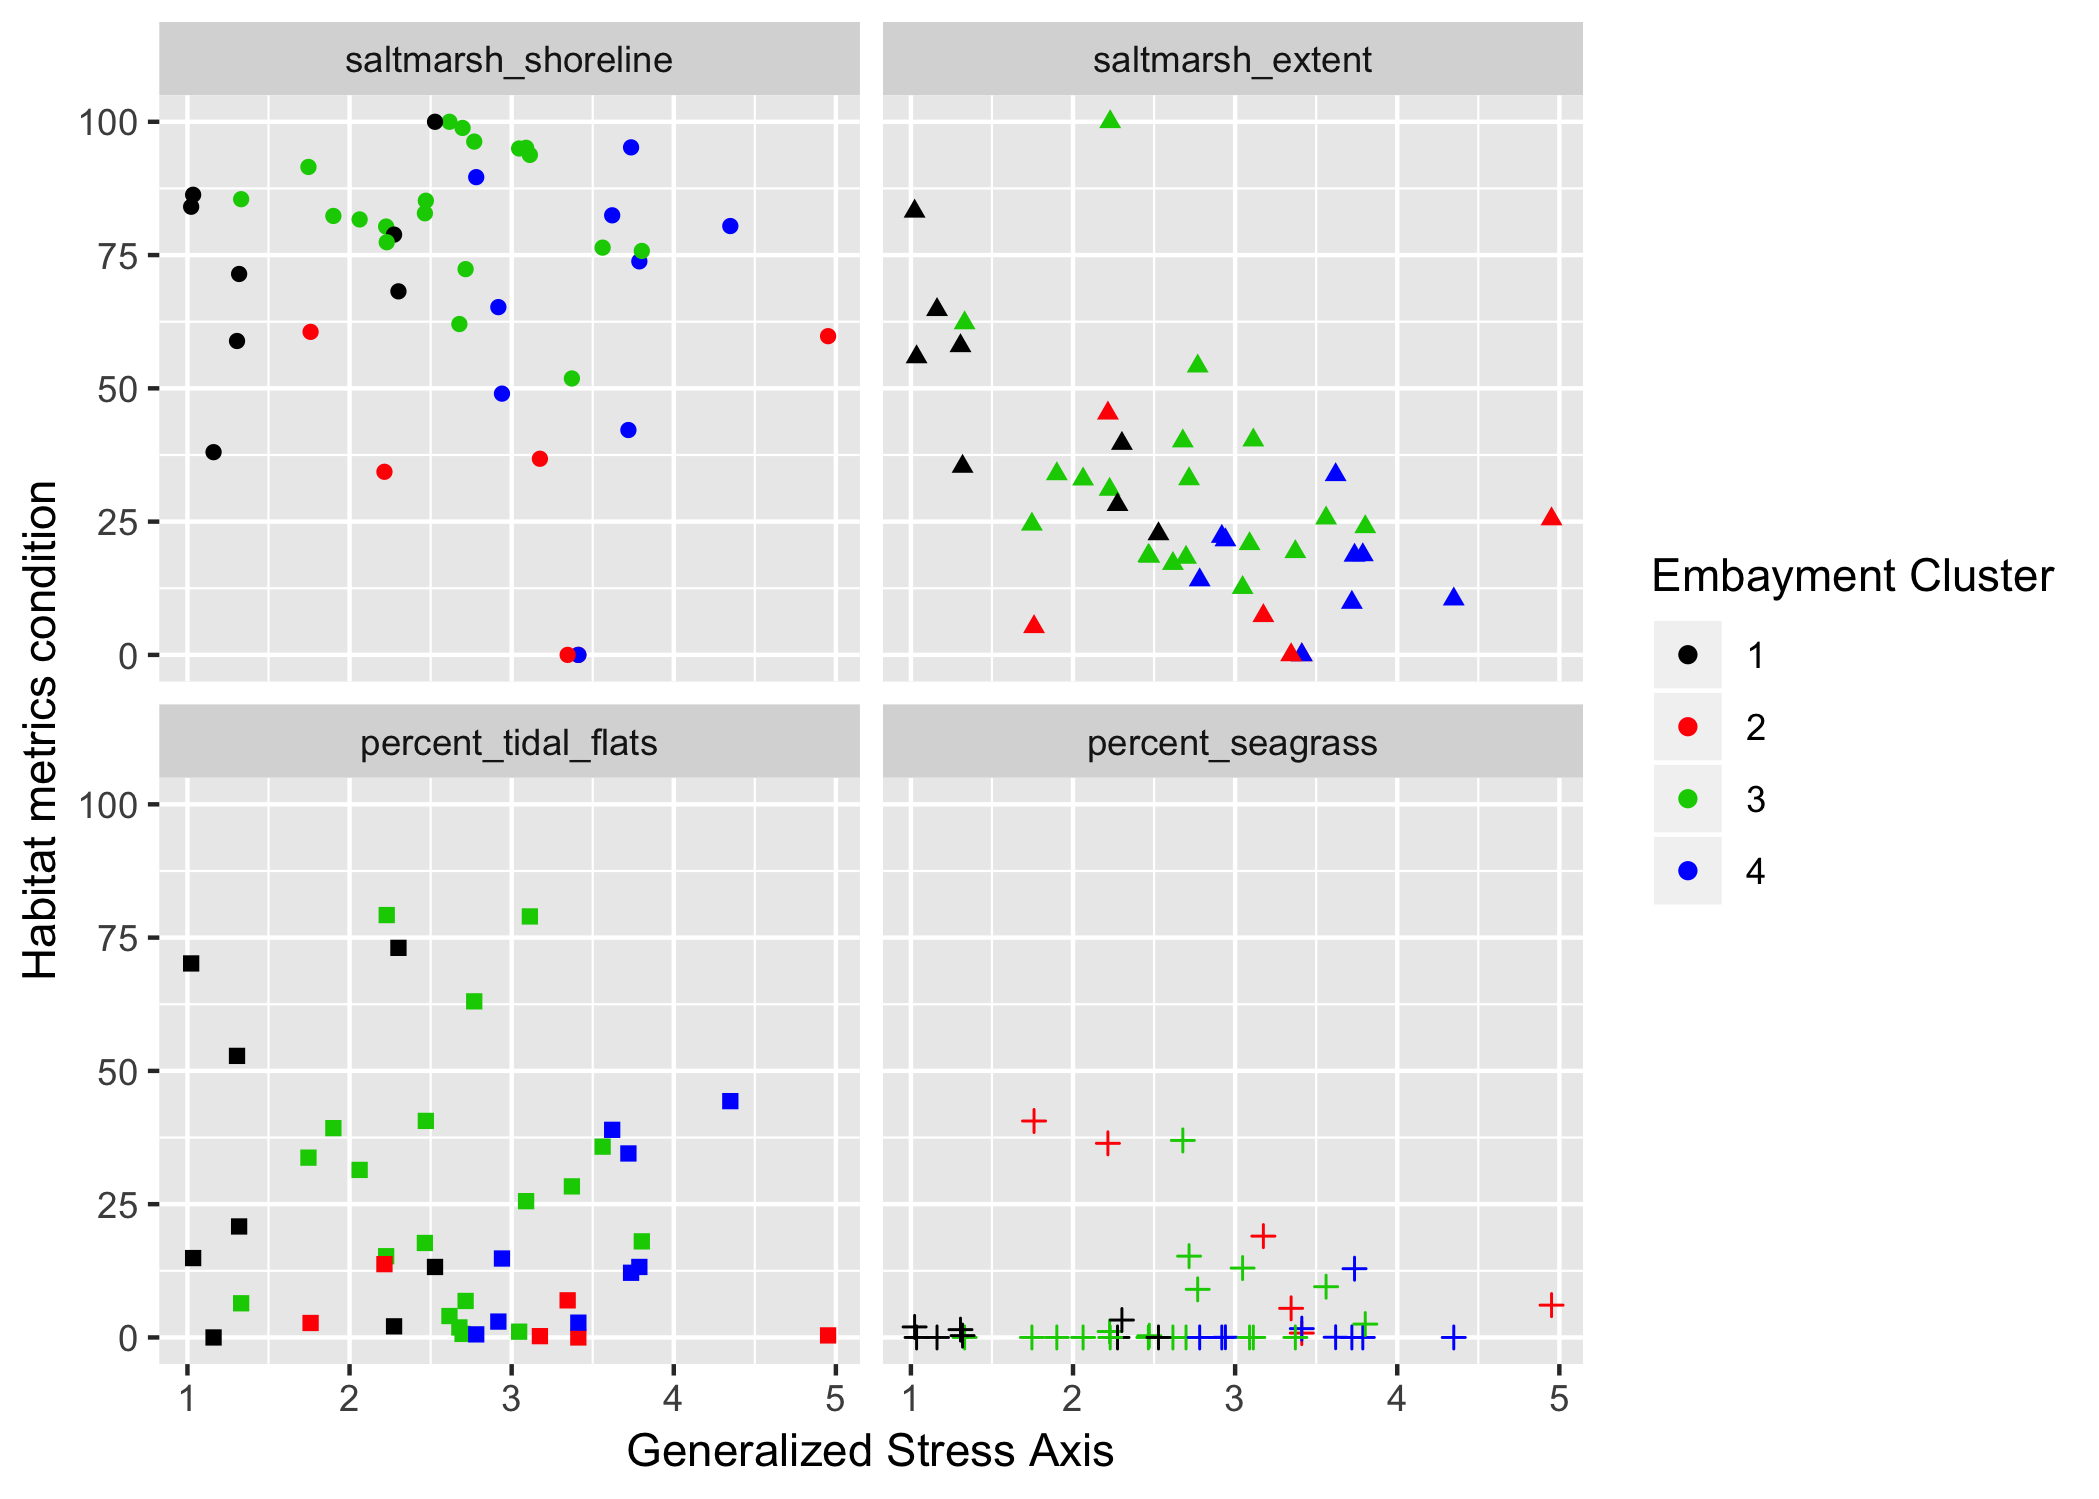 saltmarsh_shoreline
saltmarsh_extent
100
75
50
25
0
percent_tidal_flats
percent_seagrass
100
75
50
25
0
1 2 3 4 5
1 2 3 4 5
Generalized Stress Axis
Habitat metrics condition
Embayment Cluster
1
2
3
4